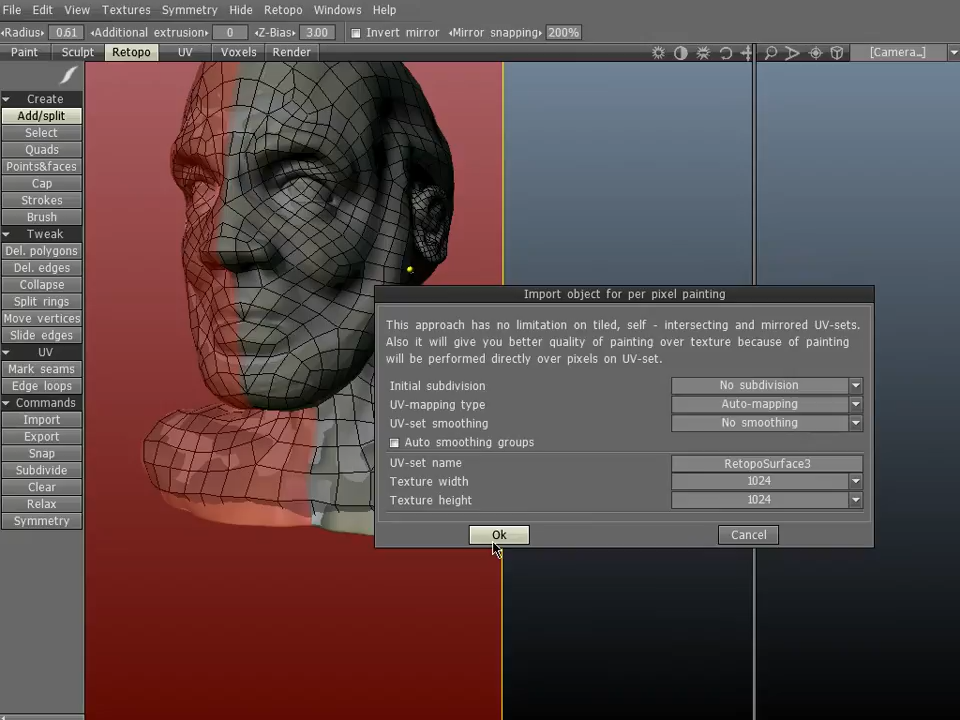 File Edit View Textures Symmetry Hide Retopo Windows Help
Radius: 0.61 Additional extrusion: 0 Z-Bias: 3.00 Invert mirror Mirror snapping: 200%
Paint Sculpt Retopo UV Voxels Render [Camera...]
Create
Add/split
Select
Quads
Points&faces
Cap
Strokes
Brush
Tweak
Del. polygons
Del. edges
Collapse
Split rings
Move vertices
Slide edges
UV
Mark seams
Edge loops
Commands
Import
Export
Snap
Subdivide
Clear
Relax
Symmetry
Import object for per pixel painting
This approach has no limitation on tiled, self - intersecting and mirrored UV-sets.
Also it will give you better quality of painting over texture because of painting
will be performed directly over pixels on UV-set.
Initial subdivision No subdivision
UV-mapping type Auto-mapping
UV-set smoothing No smoothing
Auto smoothing groups
UV-set name RetopoSurface3
Texture width 1024
Texture height 1024
Ok Cancel